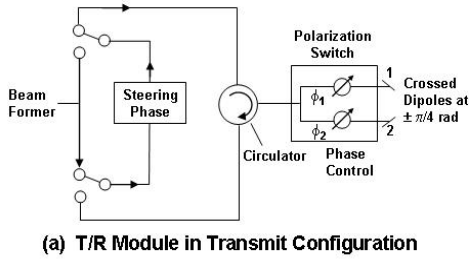 Polarization
Switch
Beam
Former
Steering
Phase
ϕ1
ϕ2
1
2
Crossed
Dipoles at
± π/4 rad
Circulator
Phase
Control
(a) T/R Module in Transmit Configuration